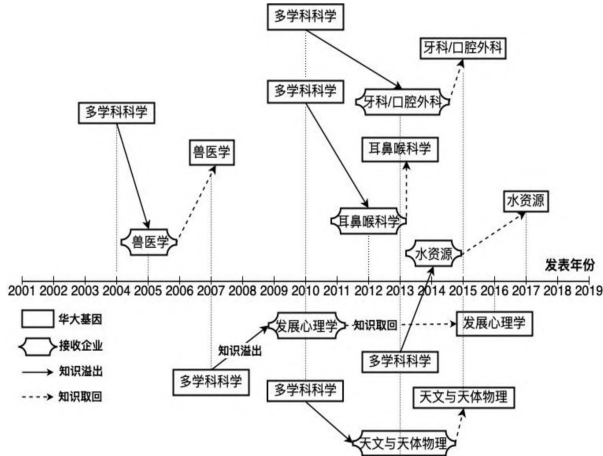 多学科科学
牙科/口腔外科
多学科科学
牙科/口腔外科
多学科科学
兽医学
耳鼻喉科学
水资源
耳鼻喉科学
兽医学
水资源
发表年份
2001 2002 2003 2004 2005 2006 2007 2008 2009 2010 2011 2012 2013 2014 2015 2016 2017 2018 2019
华大基因
发展心理学
知识取回
发展心理学
接收企业
知识溢出
多学科科学
知识溢出
多学科科学
多学科科学
天文与天体物理
知识取回
天文与天体物理